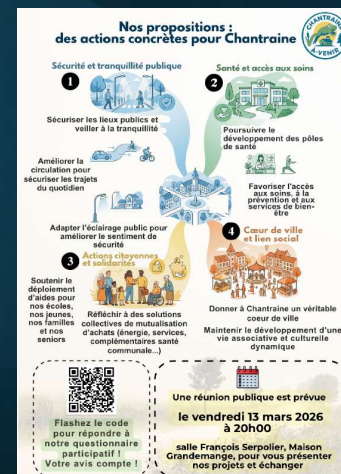 Nos propositions :
des actions concrètes pour Chantraine
CHANTRAINE
À-VENIR
Sécurité et tranquillité publique
1
Sécuriser les lieux publics et
veiller à la tranquillité
Améliorer la
circulation pour
sécuriser les trajets
du quotidien
Adapter l'éclairage public pour
améliorer le sentiment de
sécurité
Santé et accès aux soins
2
Poursuivre le
développement des pôles
de santé
Favoriser l'accès
aux soins, à la
prévention et aux
services de bien-
être
3
Actions citoyennes
et solidarités
Soutenir le
déploiement
d'aides pour
nos écoles,
nos jeunes,
nos familles
et nos
seniors
Réfléchir à des solutions
collectives de mutualisation
d'achats (énergie, services,
complémentaires santé
communale...)
4
Cœur de ville
et lien social
Donner à Chantraine un véritable
coeur de ville
Maintenir le développement d'une
vie associative et culturelle
dynamique
Flashez le code
pour répondre à
notre questionnaire
participatif !
Votre avis compte !
Une réunion publique est prévue
le vendredi 13 mars 2026
à 20h00
salle François Serpolier, Maison
Grandemange, pour vous présenter
nos projets et échanger